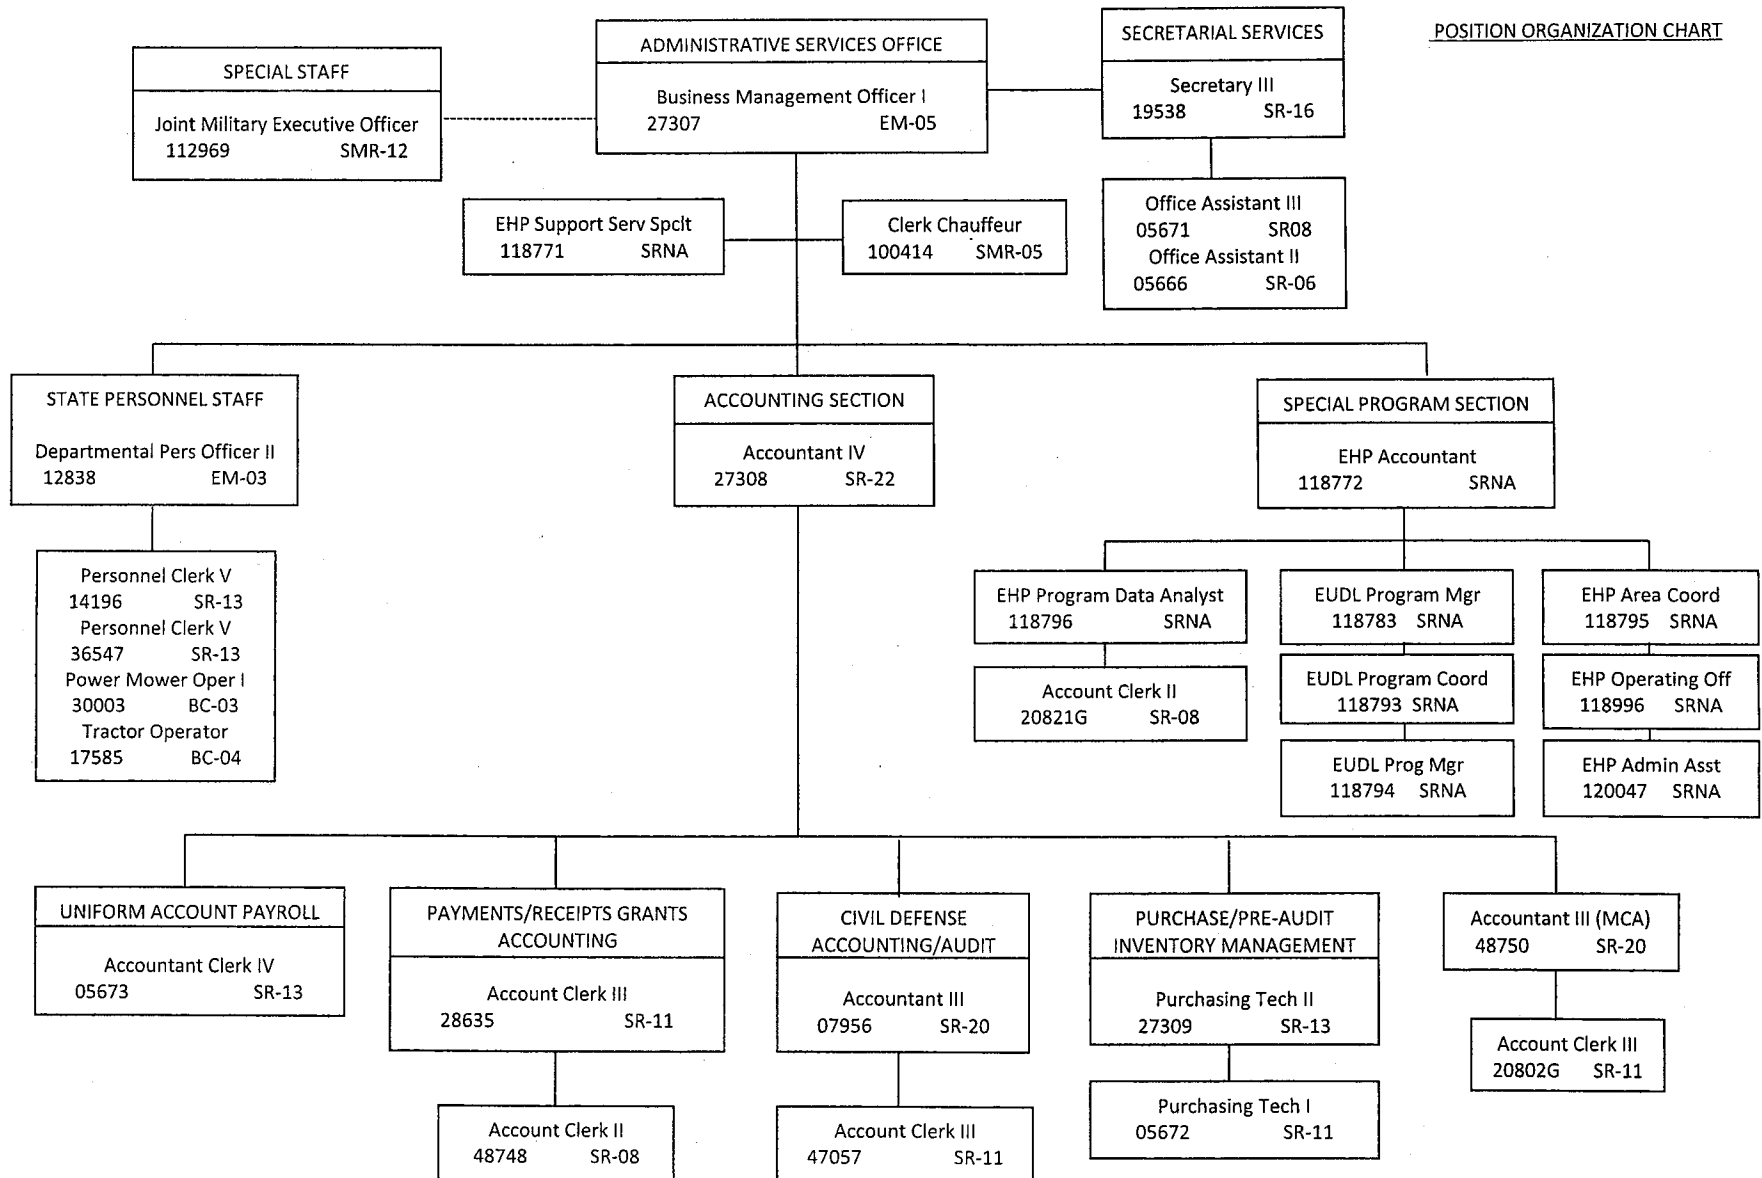 POSITION ORGANIZATION CHART
ADMINISTRATIVE SERVICES OFFICE
Business Management Officer I
27307 EM-05
SPECIAL STAFF
Joint Military Executive Officer
112969 SMR-12
SECRETARIAL SERVICES
Secretary III
19538 SR-16
Office Assistant III
05671 SR08
Office Assistant II
05666 SR-06
EHP Support Serv Spclt
118771 SRNA
Clerk Chauffeur
100414 SMR-05
STATE PERSONNEL STAFF
Departmental Pers Officer II
12838 EM-03
Personnel Clerk V
14196 SR-13
Personnel Clerk V
36547 SR-13
Power Mower Oper I
30003 BC-03
Tractor Operator
17585 BC-04
ACCOUNTING SECTION
Accountant IV
27308 SR-22
SPECIAL PROGRAM SECTION
EHP Accountant
118772 SRNA
EHP Program Data Analyst
118796 SRNA
Account Clerk II
20821G SR-08
EUDL Program Mgr
118783 SRNA
EUDL Program Coord
118793 SRNA
EUDL Prog Mgr
118794 SRNA
EHP Area Coord
118795 SRNA
EHP Operating Off
118996 SRNA
EHP Admin Asst
120047 SRNA
UNIFORM ACCOUNT PAYROLL
Accountant Clerk IV
05673 SR-13
PAYMENTS/RECEIPTS GRANTS
ACCOUNTING
Account Clerk III
28635 SR-11
Account Clerk II
48748 SR-08
CIVIL DEFENSE
ACCOUNTING/AUDIT
Accountant III
07956 SR-20
Account Clerk III
47057 SR-11
PURCHASE/PRE-AUDIT
INVENTORY MANAGEMENT
Purchasing Tech II
27309 SR-13
Purchasing Tech I
05672 SR-11
Accountant III (MCA)
48750 SR-20
Account Clerk III
20802G SR-11